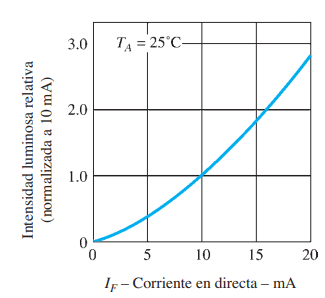 Intensidad luminosa relativa
(normalizada a 10 mA)
3.0
T_A = 25°C
2.0
1.0
0
0 5 10 15 20
I_F – Corriente en directa – mA